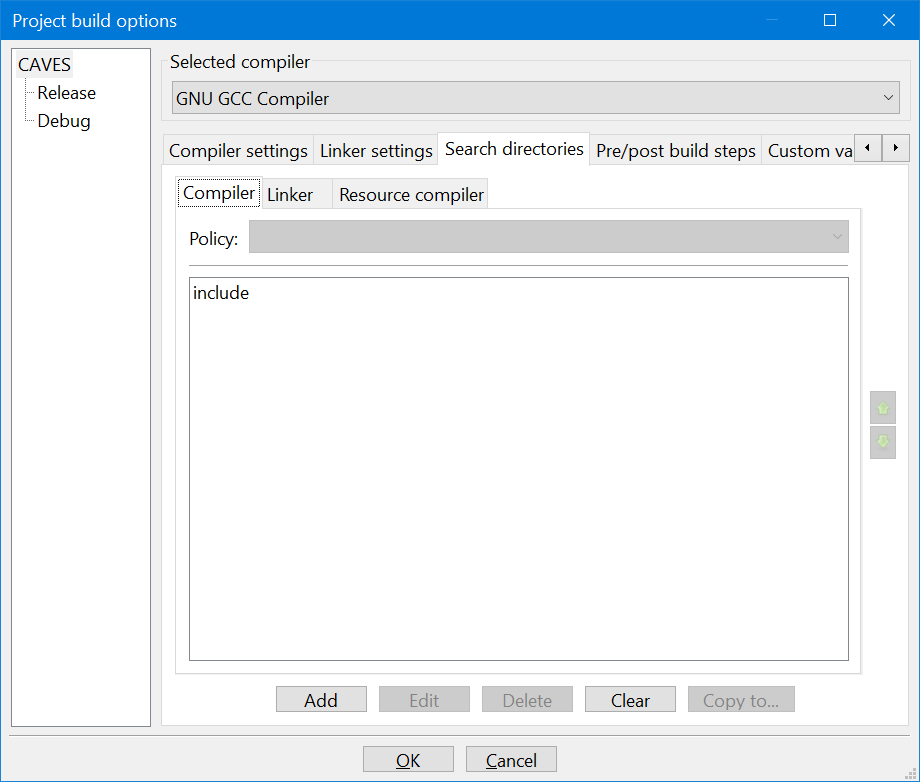 Project build options
CAVES
Release
Debug
Selected compiler
GNU GCC Compiler
Compiler settings
Linker settings
Search directories
Pre/post build steps
Custom va
Compiler
Linker
Resource compiler
Policy:
include
Add
Edit
Delete
Clear
Copy to...
OK
Cancel